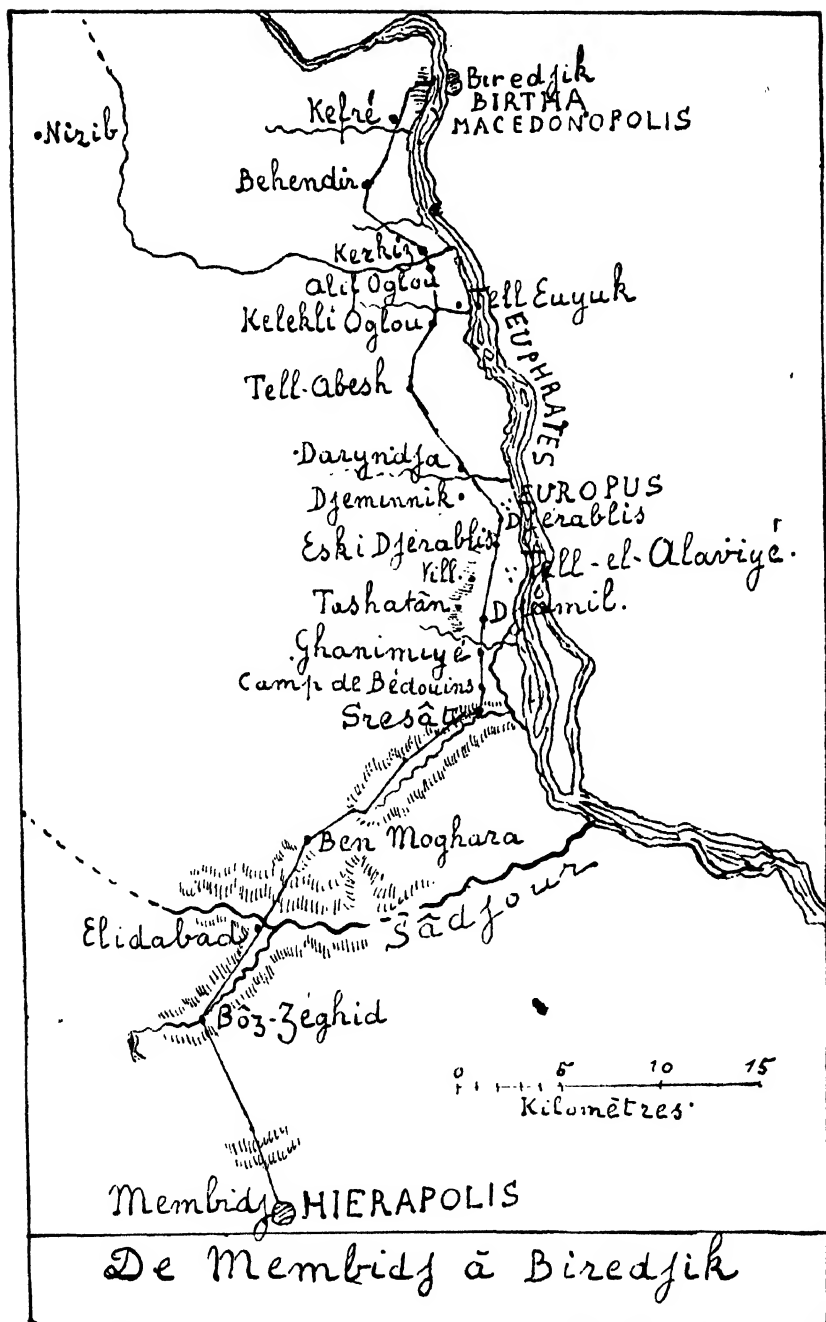 Biredjik
BIRTHA
MACEDONOPOLIS
Kefré
Nizib
Behendir
Kerkiz
Alif Oglou
Tell Euyuk
Kelekli Oglou
EUPHRATES
Tell-Abesh
Daryndja
EUROPUS
Djeminnik
Djérablis
Eski Djérablis
Tell-el-Alaviyé.
Vill.
Tashatân
Djamil.
Ghanimiyé
Camp de Bédouins
Sresât
Ben Moghara
Sâdjour
Elidabad
Bôz-Zéghid
0 5 10 15
Kilomètres
Membidj HIERAPOLIS
De Membidj à Biredjik